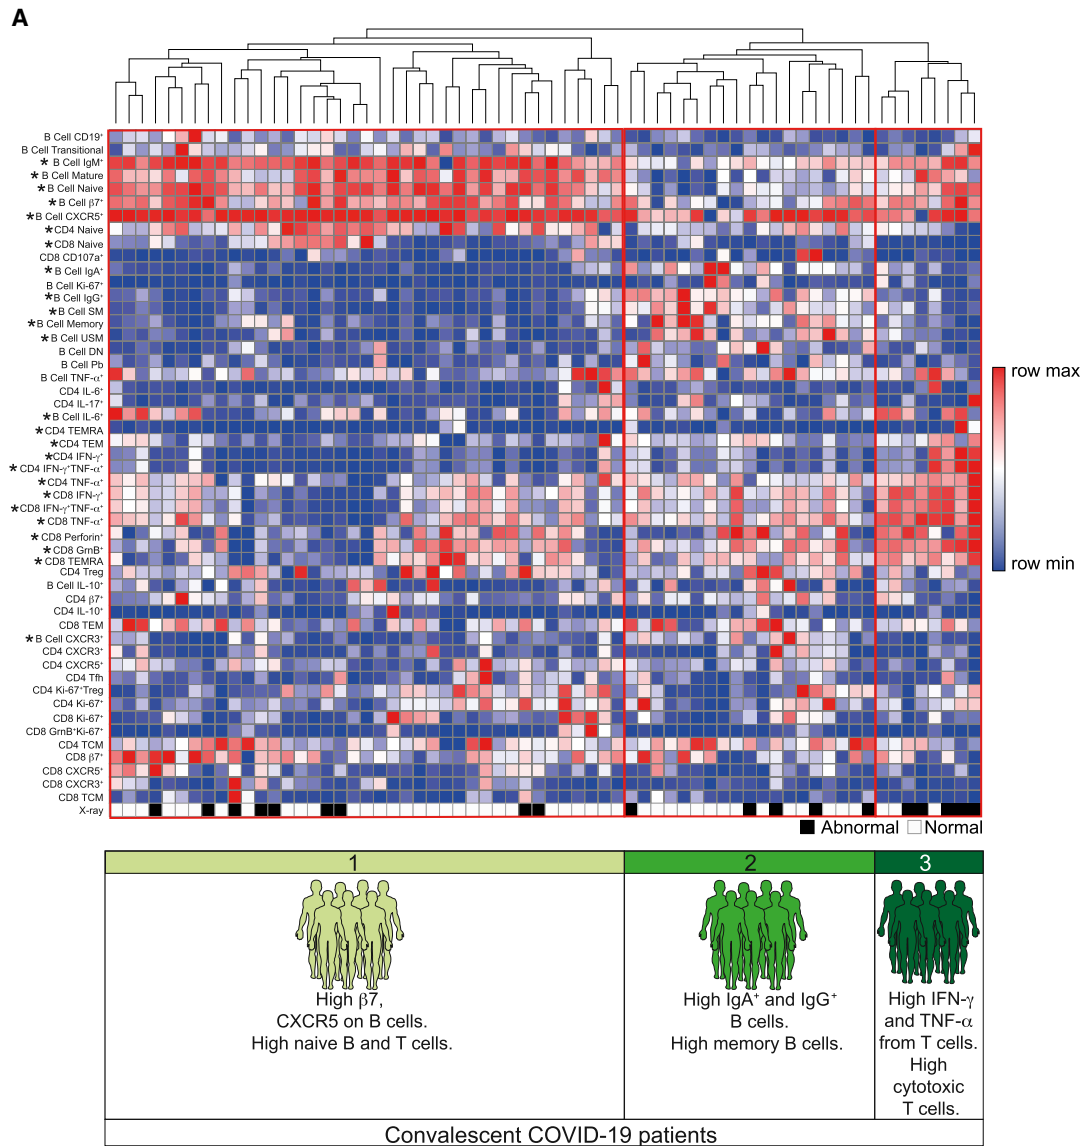 A
B Cell CD19⁺
B Cell Transitional
* B Cell IgM⁺
* B Cell Mature
* B Cell Naive
* B Cell β7⁺
*B Cell CXCR5⁺
*CD4 Naive
*CD8 Naive
CD8 CD107a⁺
*B Cell IgA⁺
B Cell Ki-67⁺
*B Cell IgG⁺
*B Cell SM
*B Cell Memory
*B Cell USM
B Cell DN
B Cell Pb
B Cell TNF-α⁺
CD4 IL-6⁺
CD4 IL-17⁺
*B Cell IL-6⁺
*CD4 TEMRA
*CD4 TEM
*CD4 IFN-γ⁺
* CD4 IFN-γ⁺TNF-α⁺
*CD4 TNF-α⁺
*CD8 IFN-γ⁺
*CD8 IFN-γ⁺TNF-α⁺
*CD8 TNF-α⁺
*CD8 Perforin⁺
*CD8 GrnB⁺
*CD8 TEMRA
CD4 Treg
B Cell IL-10⁺
CD4 β7⁺
CD4 IL-10⁺
CD8 TEM
*B Cell CXCR3⁺
CD4 CXCR3⁺
CD4 CXCR5⁺
CD4 Tfh
CD4 Ki-67⁺Treg
CD4 Ki-67⁺
CD8 Ki-67⁺
CD8 GrnB⁺Ki-67⁺
CD4 TCM
CD8 β7⁺
CD8 CXCR5⁺
CD8 CXCR3⁺
CD8 TCM
X-ray
row max
row min
Abnormal Normal
1 2 3
High β7,
CXCR5 on B cells.
High naive B and T cells.
High IgA⁺ and IgG⁺
B cells.
High memory B cells.
High IFN-γ
and TNF-α
from T cells.
High
cytotoxic
T cells.
Convalescent COVID-19 patients